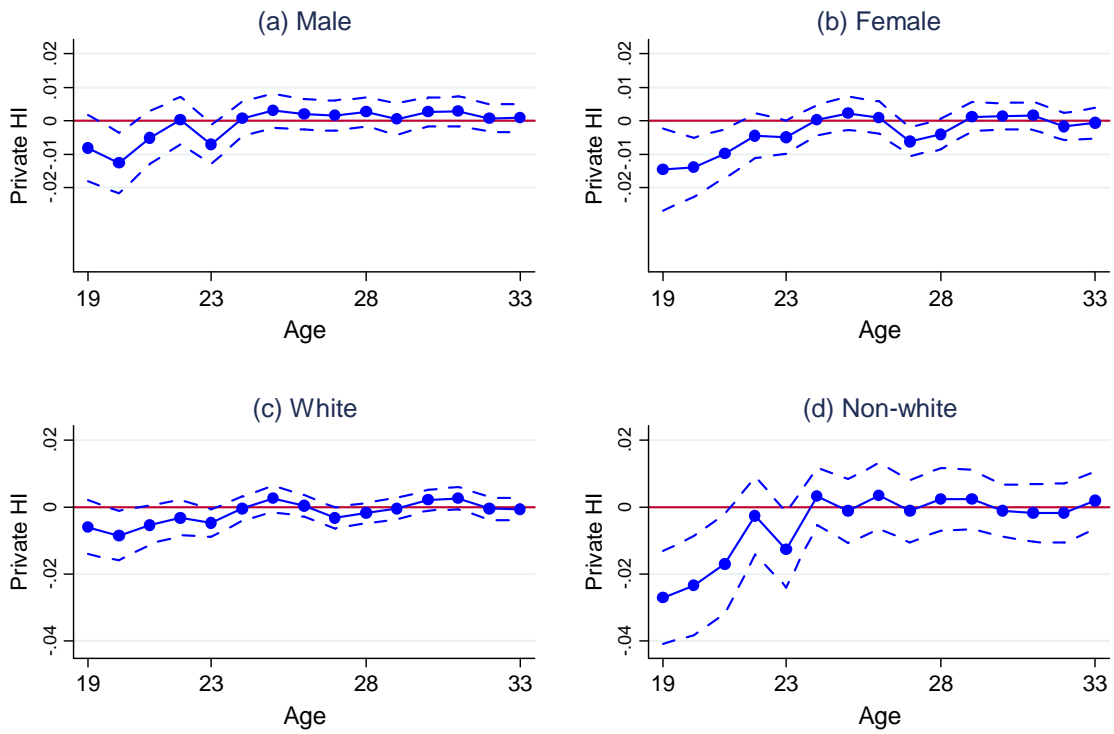 (a) Male
Private HI
.02
.01
0
-.01
-.02
19 23 28 33
Age
(b) Female
Private HI
.02
.01
0
-.01
-.02
19 23 28 33
Age
(c) White
Private HI
.02
0
-.02
-.04
19 23 28 33
Age
(d) Non-white
Private HI
.02
0
-.02
-.04
19 23 28 33
Age